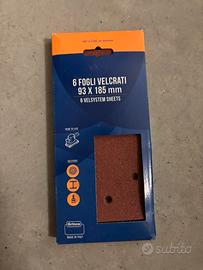 6 FOGLI VELCRATI
93 X 185 mm
6 VELSYSTEM SHEETS
MADE IN ITALY
subito